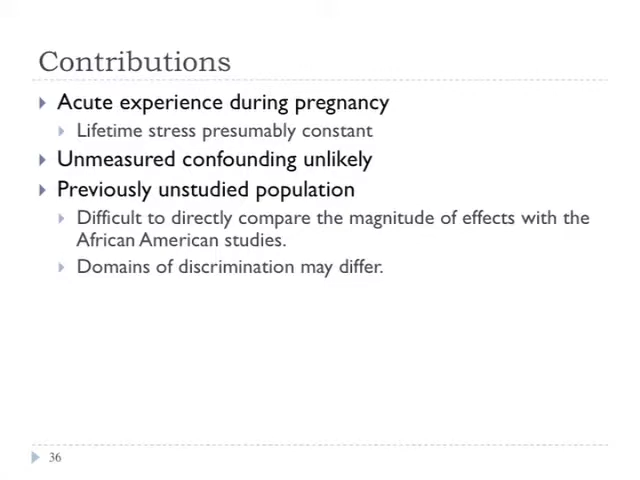 Contributions
Acute experience during pregnancy
Lifetime stress presumably constant
Unmeasured confounding unlikely
Previously unstudied population
Difficult to directly compare the magnitude of effects with the
African American studies.
Domains of discrimination may differ.
36